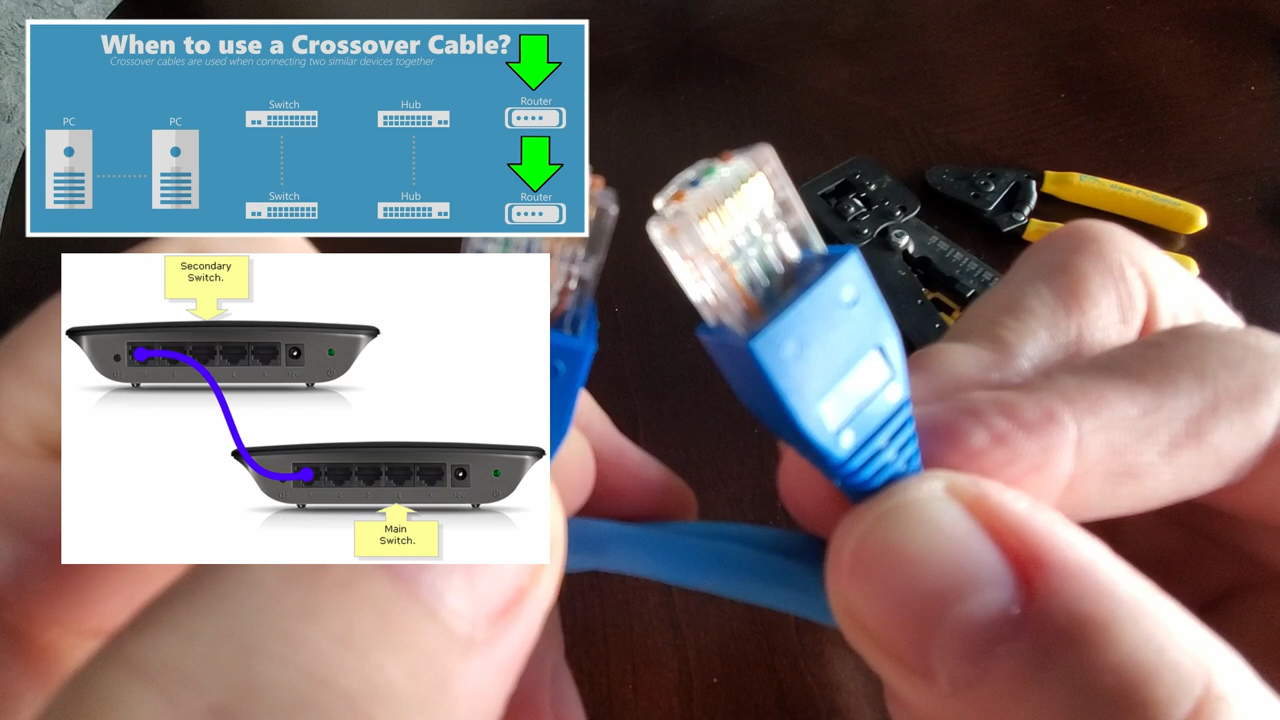 When to use a Crossover Cable?
Crossover cables are used when connecting two similar devices together
PC
PC
Switch
Hub
Router
Switch
Hub
Router
Secondary
Switch.
Main
Switch.